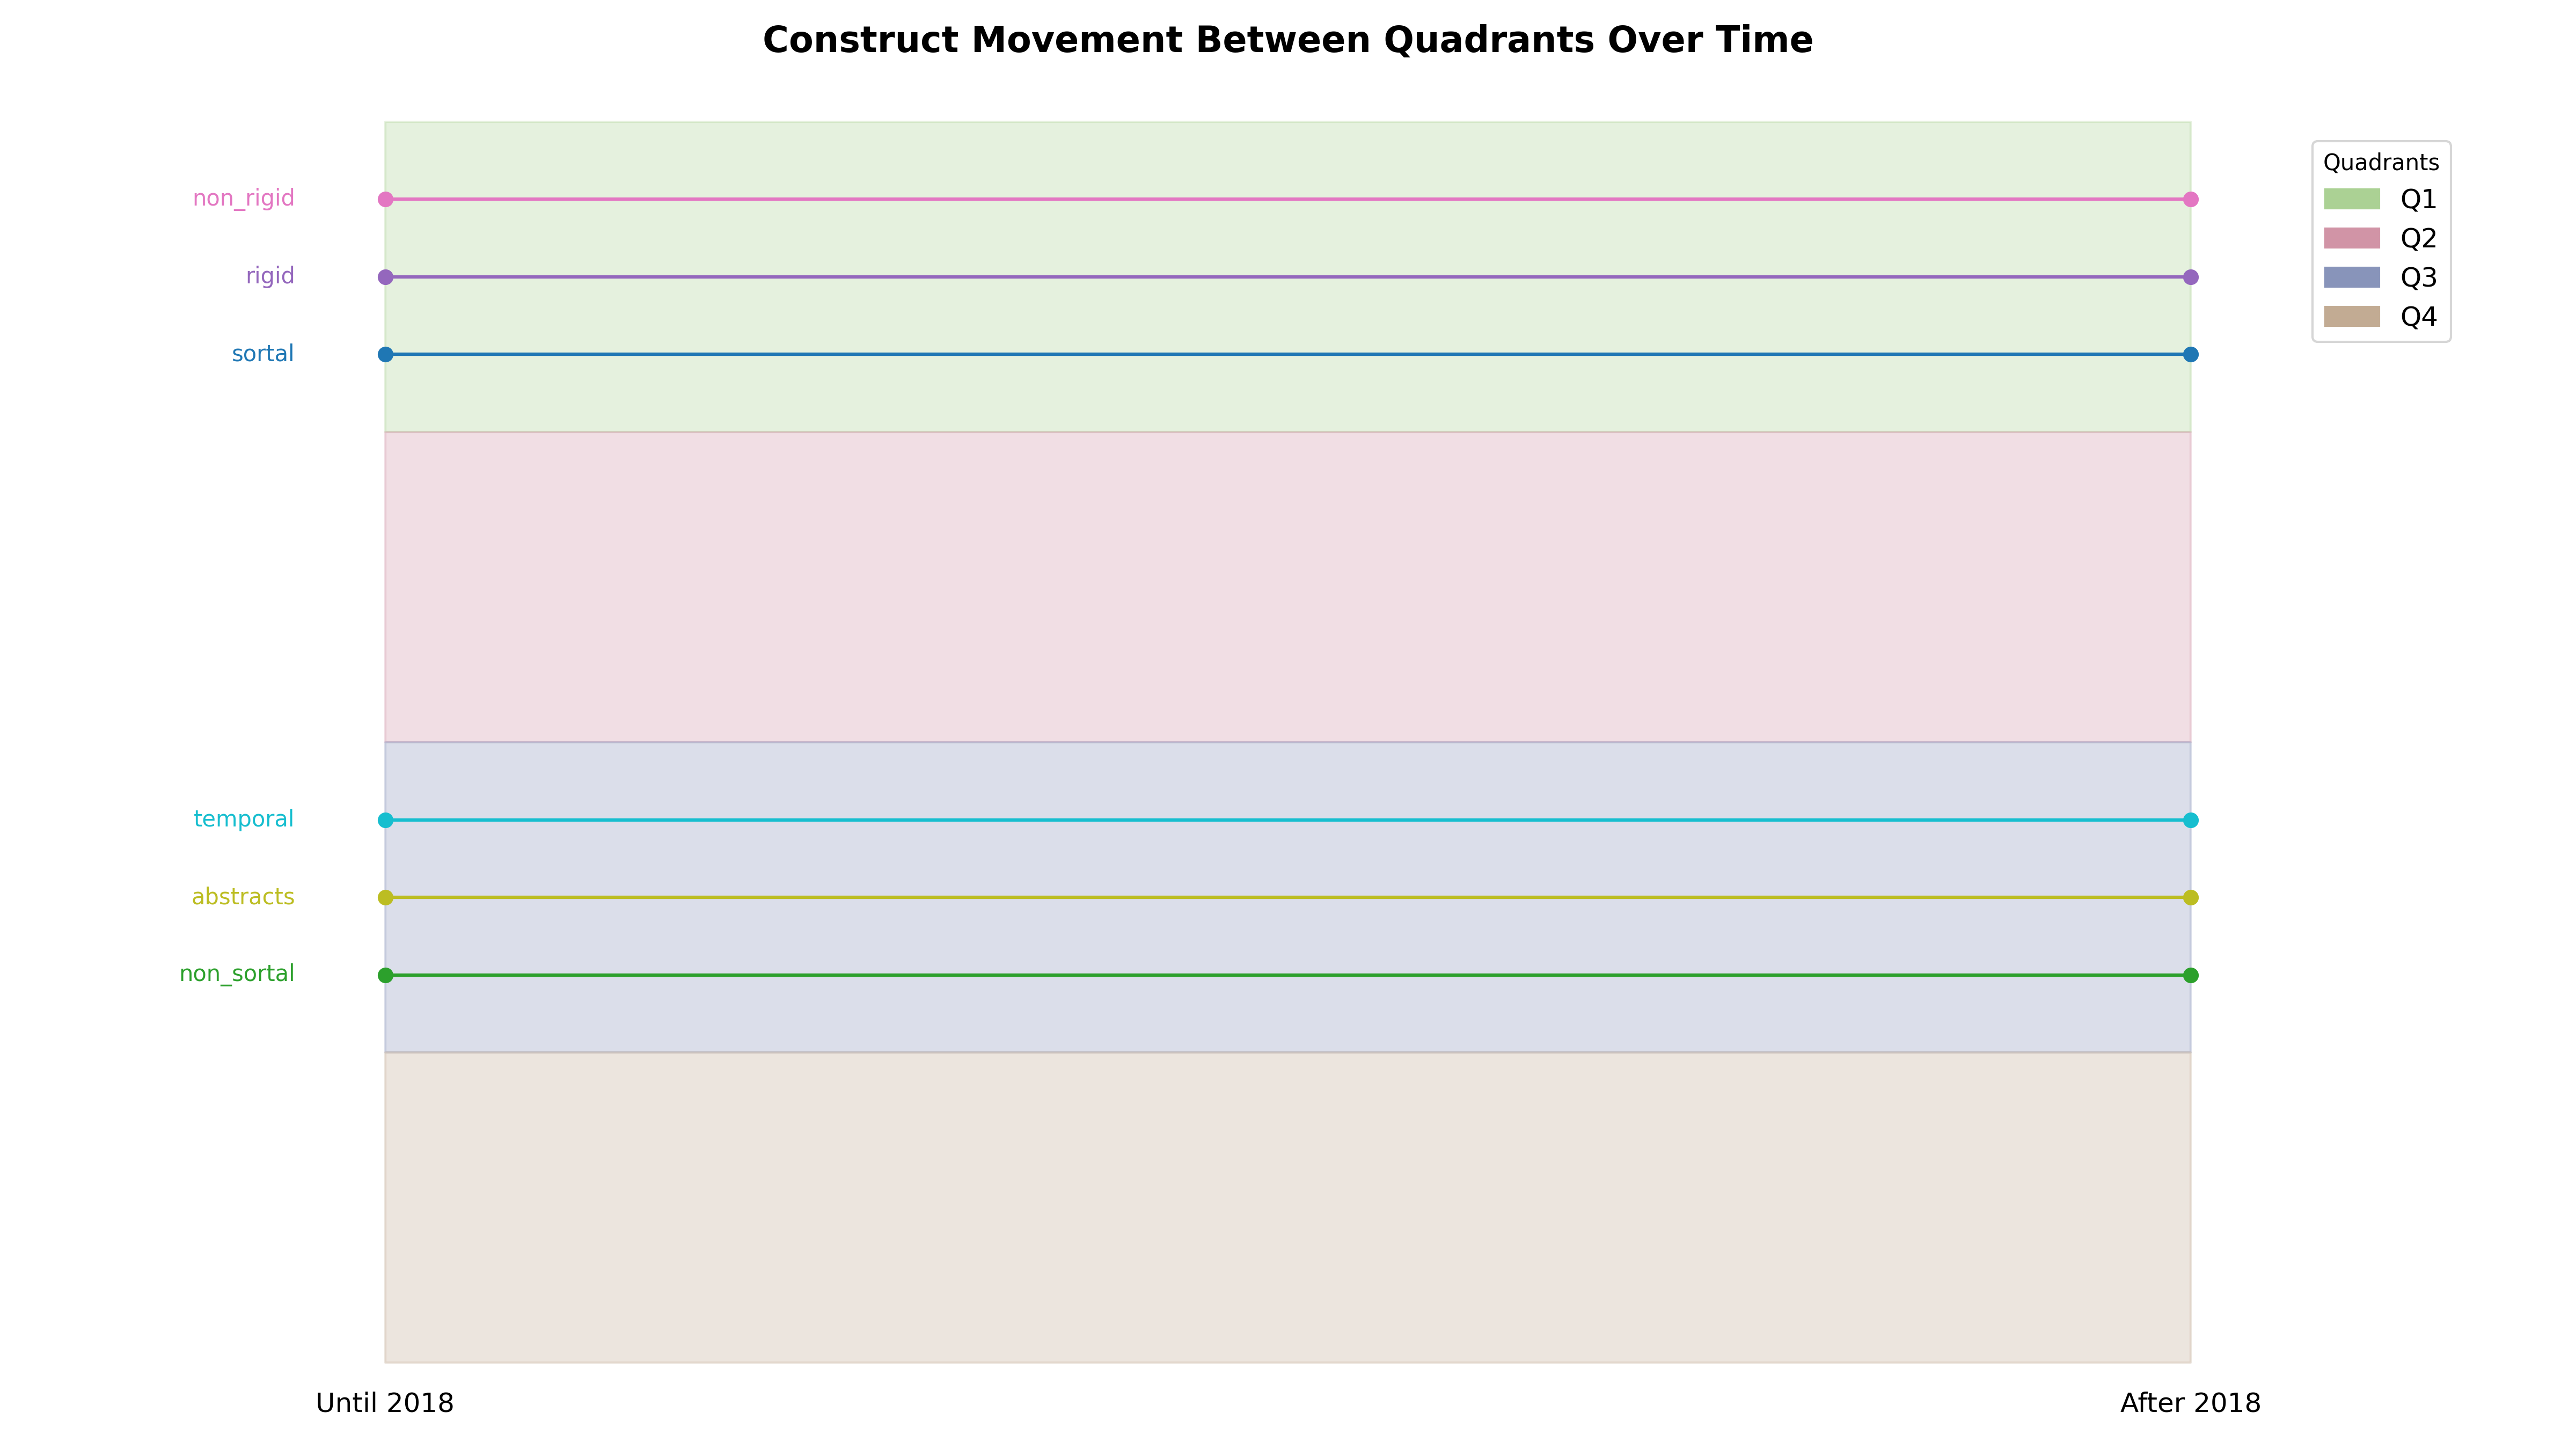 Construct Movement Between Quadrants Over Time
Quadrants
Q1
Q2
Q3
Q4
non_rigid
rigid
sortal
temporal
abstracts
non_sortal
Until 2018
After 2018